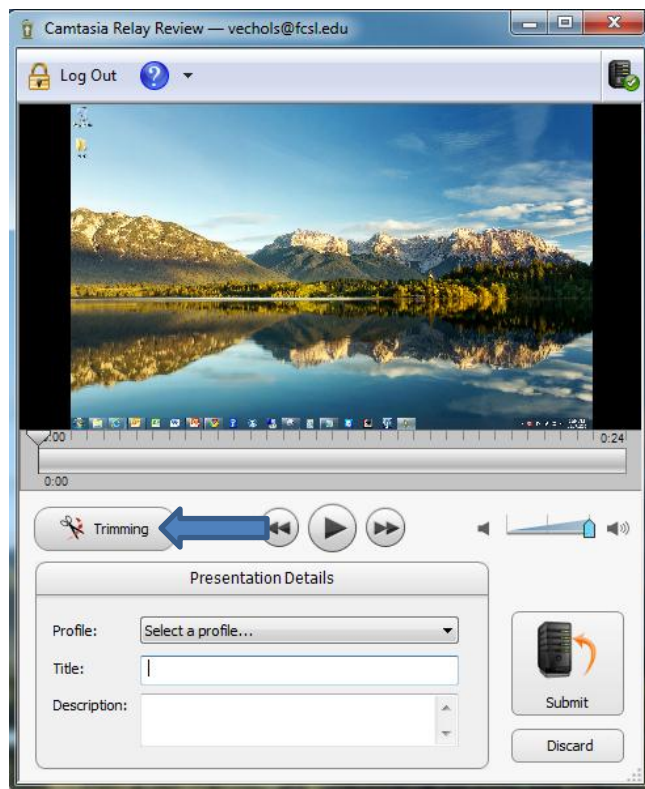 Camtasia Relay Review — vechols@fcsl.edu
Log Out
0:24
0:00
Trimming
Presentation Details
Profile: Select a profile...
Title:
Description:
Submit
Discard